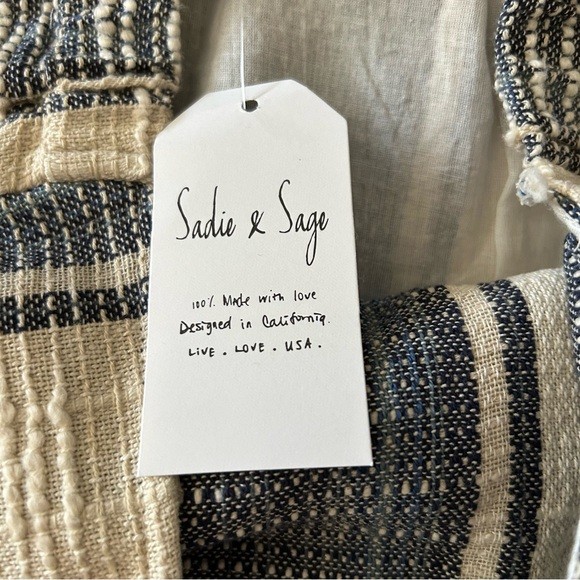 Sadie & Sage
100% Made with love
Designed in California.
LIVE . LOVE . USA .